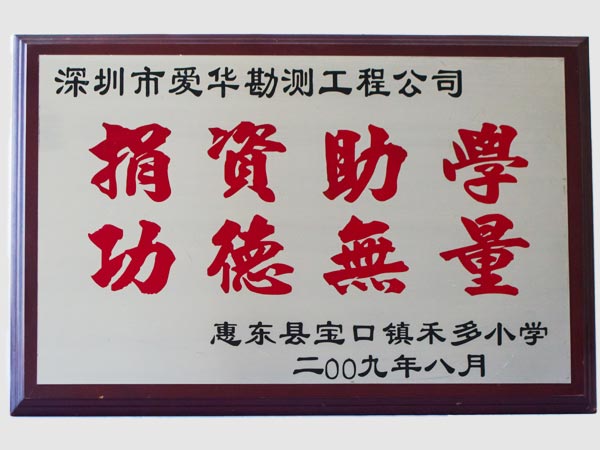 深圳市爱华勘测工程公司
捐資助學
功德無量
惠东县宝口镇禾多小学
二00九年八月